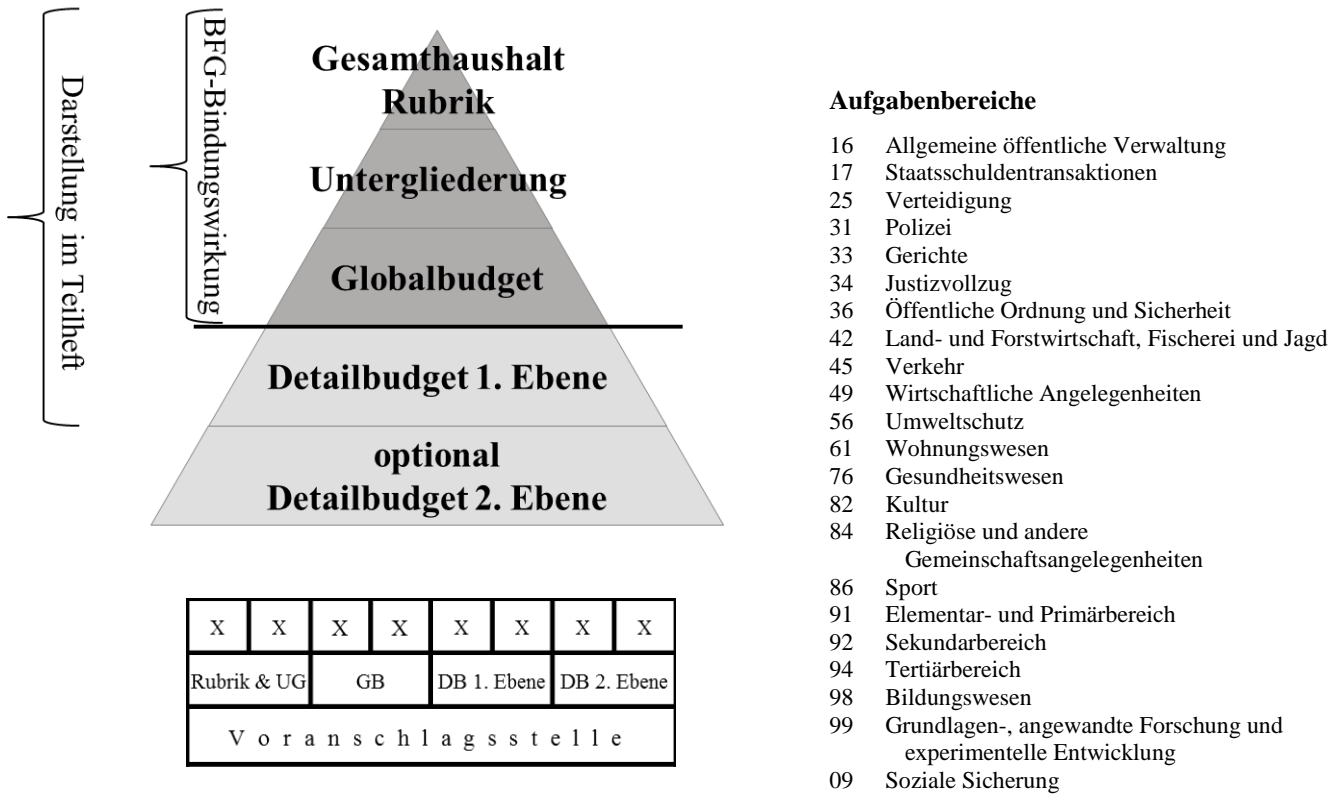 Darstellung im Teilheft
BFG-Bindungswirkung
Gesamthaushalt
Rubrik
Untergliederung
Globalbudget
Detailbudget 1. Ebene
optional
Detailbudget 2. Ebene
X X X X X X X X
Rubrik & UG GB DB 1. Ebene DB 2. Ebene
Voranschlagsstelle
Aufgabenbereiche
16 Allgemeine öffentliche Verwaltung
17 Staatsschuldentransaktionen
25 Verteidigung
31 Polizei
33 Gerichte
34 Justizvollzug
36 Öffentliche Ordnung und Sicherheit
42 Land- und Forstwirtschaft, Fischerei und Jagd
45 Verkehr
49 Wirtschaftliche Angelegenheiten
56 Umweltschutz
61 Wohnungswesen
76 Gesundheitswesen
82 Kultur
84 Religiöse und andere
Gemeinschaftsangelegenheiten
86 Sport
91 Elementar- und Primärbereich
92 Sekundarbereich
94 Tertiärbereich
98 Bildungswesen
99 Grundlagen-, angewandte Forschung und
experimentelle Entwicklung
09 Soziale Sicherung